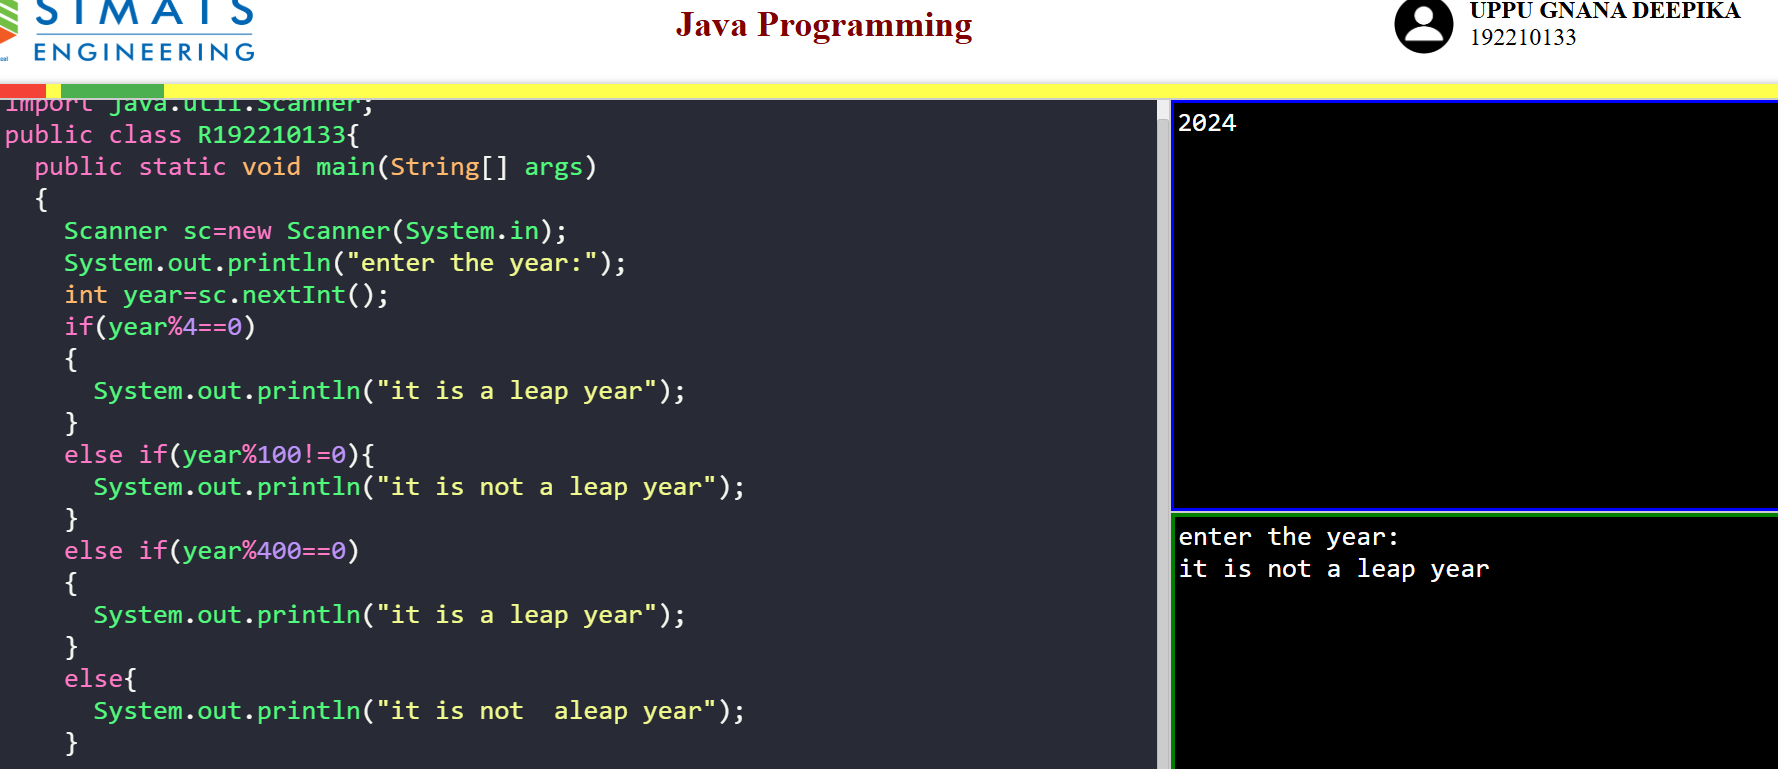 SIMATS
ENGINEERING
Java Programming
UPPU GNANA DEEPIKA
192210133
import java.util.Scanner;
public class R192210133{
public static void main(String[] args)
{
Scanner sc=new Scanner(System.in);
System.out.println("enter the year:");
int year=sc.nextInt();
if(year%4==0)
{
System.out.println("it is a leap year");
}
else if(year%100!=0){
System.out.println("it is not a leap year");
}
else if(year%400==0)
{
System.out.println("it is a leap year");
}
else{
System.out.println("it is not  aleap year");
}
2024
enter the year:
it is not a leap year